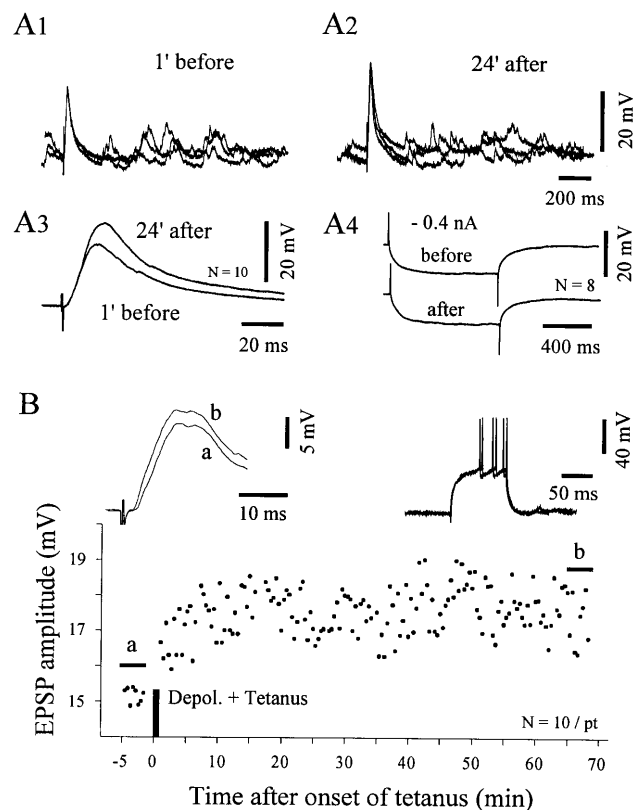 A1
1' before
A2
24' after
20 mV
200 ms
A3
24' after
N = 10
1' before
20 mV
20 ms
A4
- 0.4 nA
before
after
20 mV
N = 8
400 ms
B
b
a
5 mV
10 ms
40 mV
50 ms
EPSP amplitude (mV)
19
17
15
a
b
Depol. + Tetanus
N = 10 / pt
-5 0 10 20 30 40 50 60 70
Time after onset of tetanus (min)